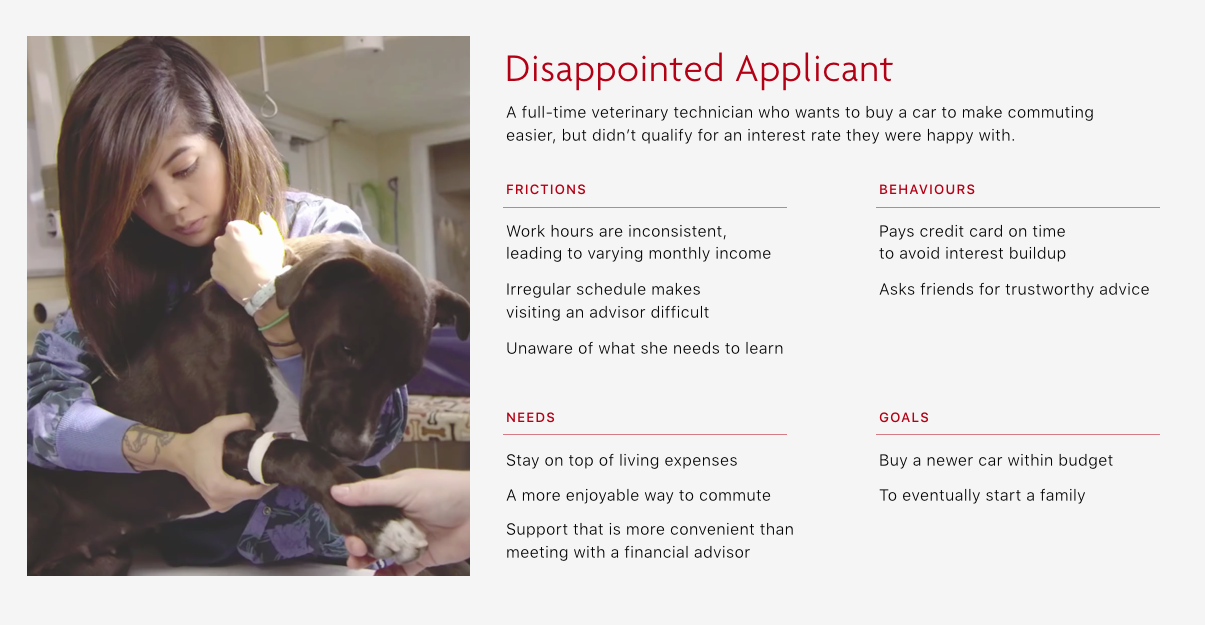 Disappointed Applicant
A full-time veterinary technician who wants to buy a car to make commuting
easier, but didn’t qualify for an interest rate they were happy with.
FRICTIONS
Work hours are inconsistent,
leading to varying monthly income
Irregular schedule makes
visiting an advisor difficult
Unaware of what she needs to learn
BEHAVIOURS
Pays credit card on time
to avoid interest buildup
Asks friends for trustworthy advice
NEEDS
Stay on top of living expenses
A more enjoyable way to commute
Support that is more convenient than
meeting with a financial advisor
GOALS
Buy a newer car within budget
To eventually start a family